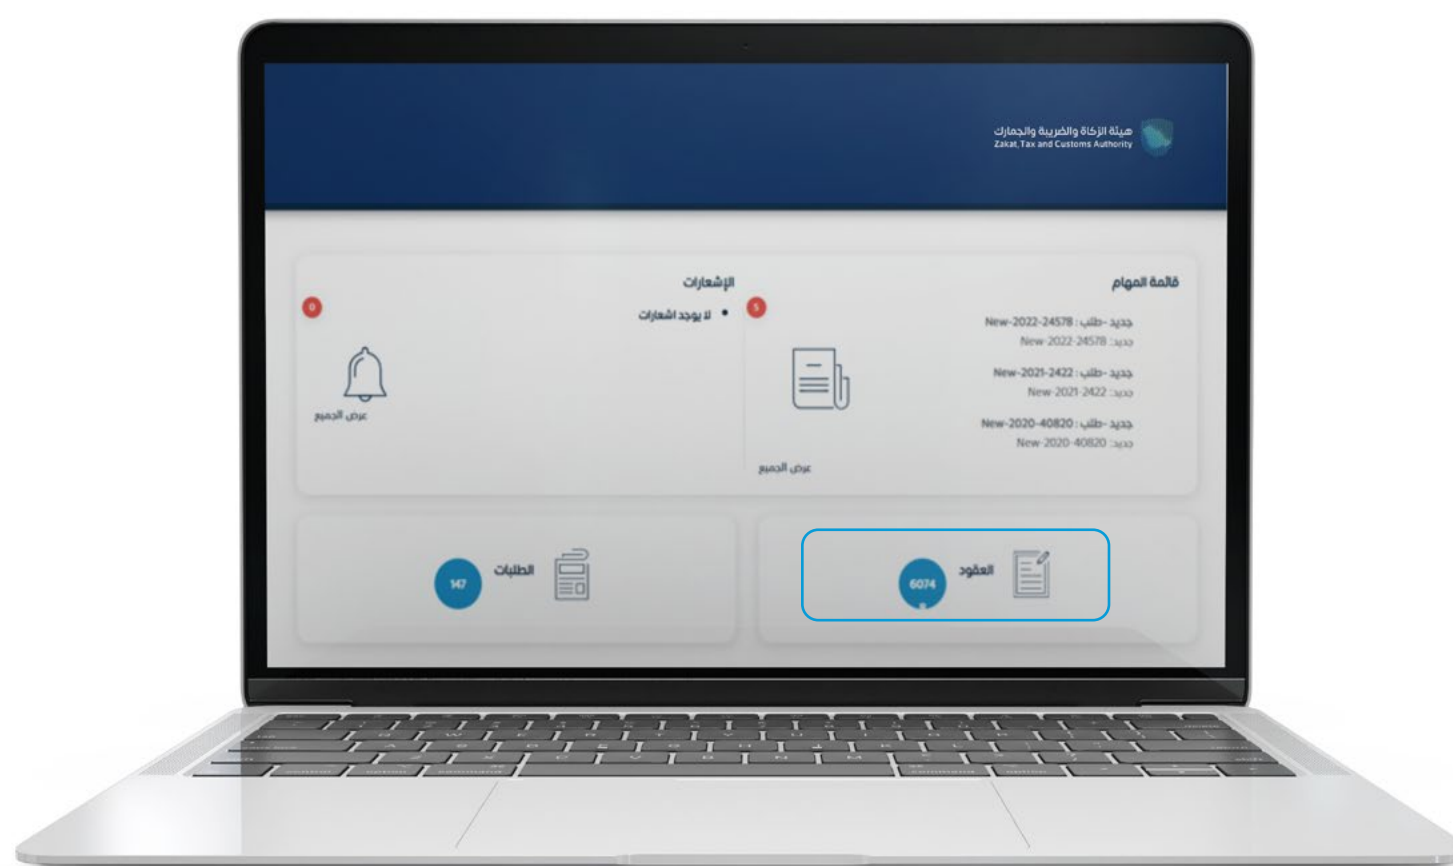 هيئة الزكاة والضريبة والجمارك
Zakat, Tax and Customs Authority
قائمة المهام
5
جديد -طلب : New-2022-24578
جديد: New-2022-24578
جديد -طلب : New-2021-2422
جديد: New-2021-2422
جديد -طلب : New-2020-40820
جديد: New-2020-40820
عرض الجميع
الإشعارات
0
لا يوجد اشعارات
عرض الجميع
العقود
6074
الطلبات
147